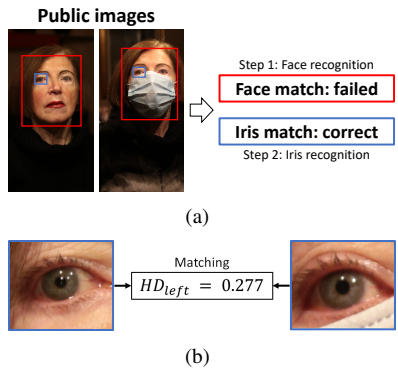 Public images
Step 1: Face recognition
Face match: failed
Iris match: correct
Step 2: Iris recognition
(a)
Matching
HD_left = 0.277
(b)